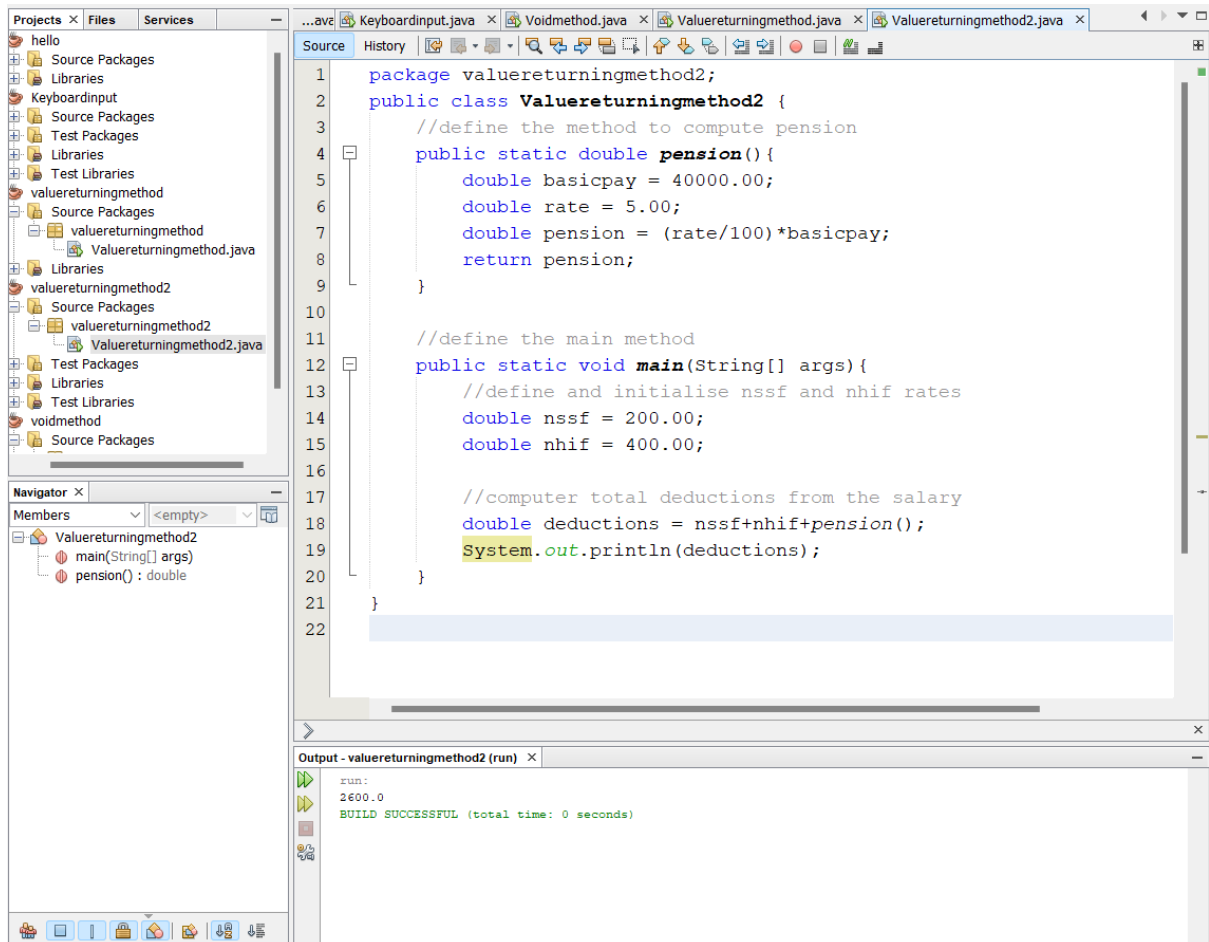 Projects × Files Services
hello
Source Packages
Libraries
Keyboardinput
Source Packages
Test Packages
Libraries
Test Libraries
valuereturningmethod
Source Packages
valuereturningmethod
Valuereturningmethod.java
Libraries
valuereturningmethod2
Source Packages
valuereturningmethod2
Valuereturningmethod2.java
Test Packages
Libraries
Test Libraries
voidmethod
Source Packages
Navigator ×
Members <empty>
Valuereturningmethod2
main(String[] args)
pension() : double
...ava Keyboardinput.java × Voidmethod.java × Valuereturningmethod.java × Valuereturningmethod2.java ×
Source History
1 package valuereturningmethod2;
2 public class Valuereturningmethod2 {
3 //define the method to compute pension
4 public static double pension(){
5 double basicpay = 40000.00;
6 double rate = 5.00;
7 double pension = (rate/100)*basicpay;
8 return pension;
9 }
10
11 //define the main method
12 public static void main(String[] args){
13 //define and initialise nssf and nhif rates
14 double nssf = 200.00;
15 double nhif = 400.00;
16
17 //computer total deductions from the salary
18 double deductions = nssf+nhif+pension();
19 System.out.println(deductions);
20 }
21 }
22
Output - valuereturningmethod2 (run) ×
run:
2600.0
BUILD SUCCESSFUL (total time: 0 seconds)